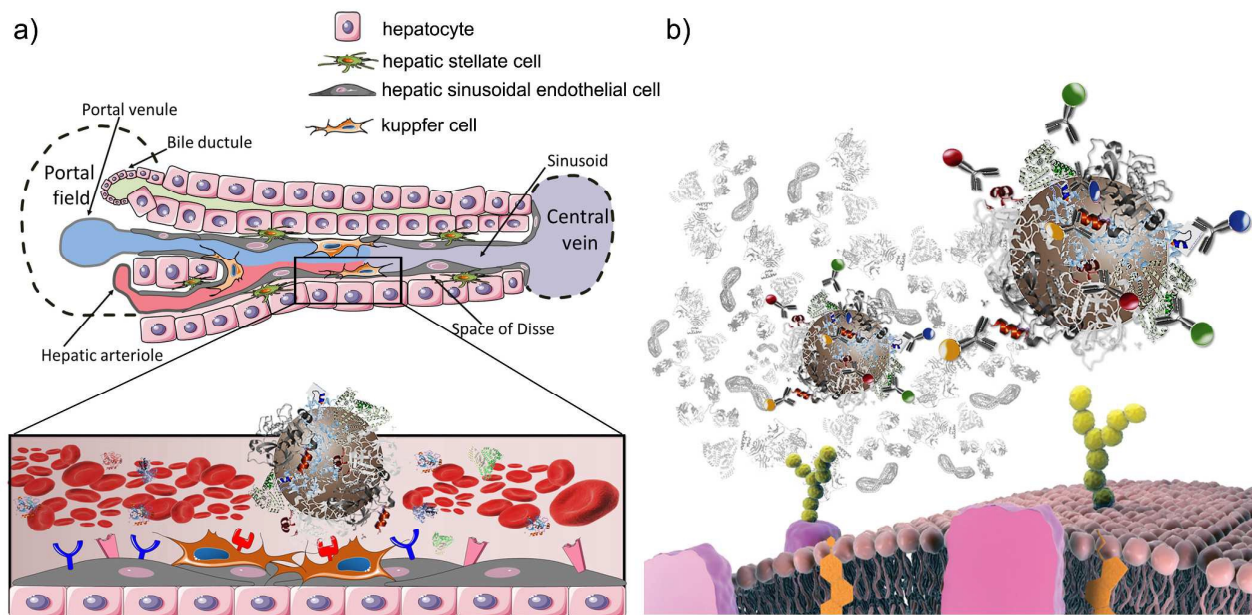 a)
hepatocyte
hepatic stellate cell
hepatic sinusoidal endothelial cell
kuppfer cell
Portal venule
Bile ductule
Portal
field
Sinusoid
Central
vein
Space of Disse
Hepatic arteriole
b)